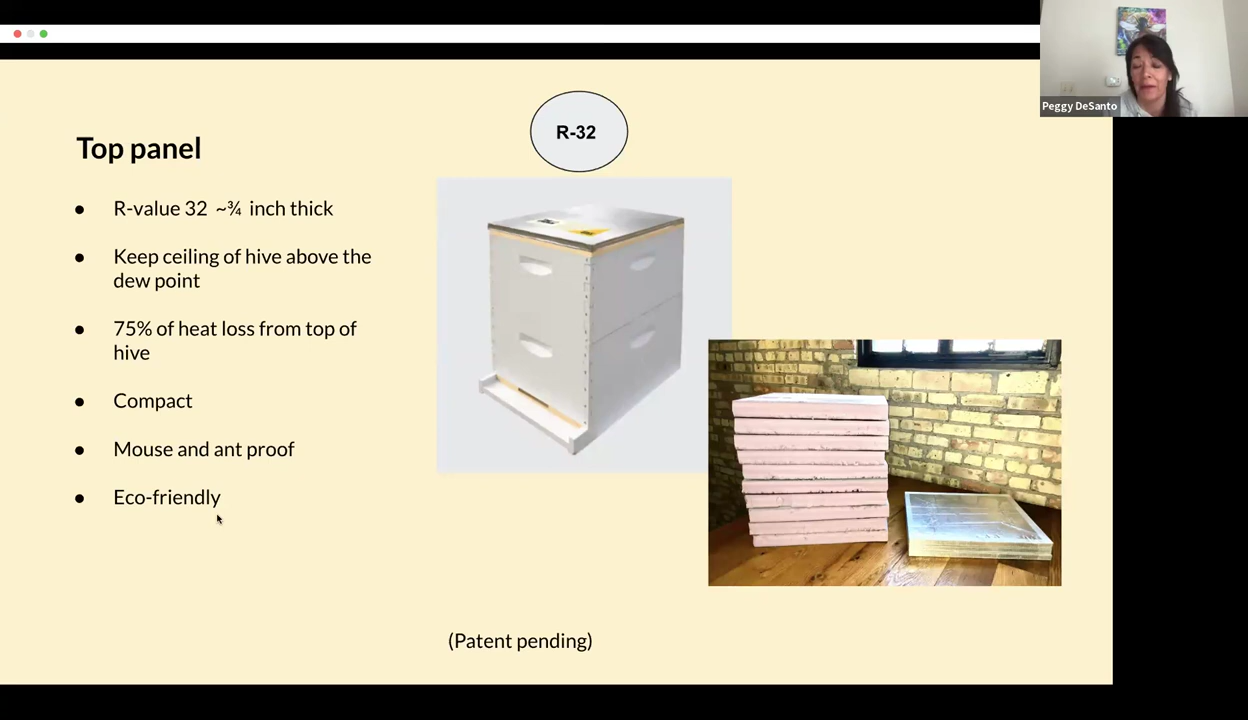 Peggy DeSanto
R-32
Top panel
● R-value 32 ~¾ inch thick
● Keep ceiling of hive above the
dew point
● 75% of heat loss from top of
hive
● Compact
● Mouse and ant proof
● Eco-friendly
(Patent pending)